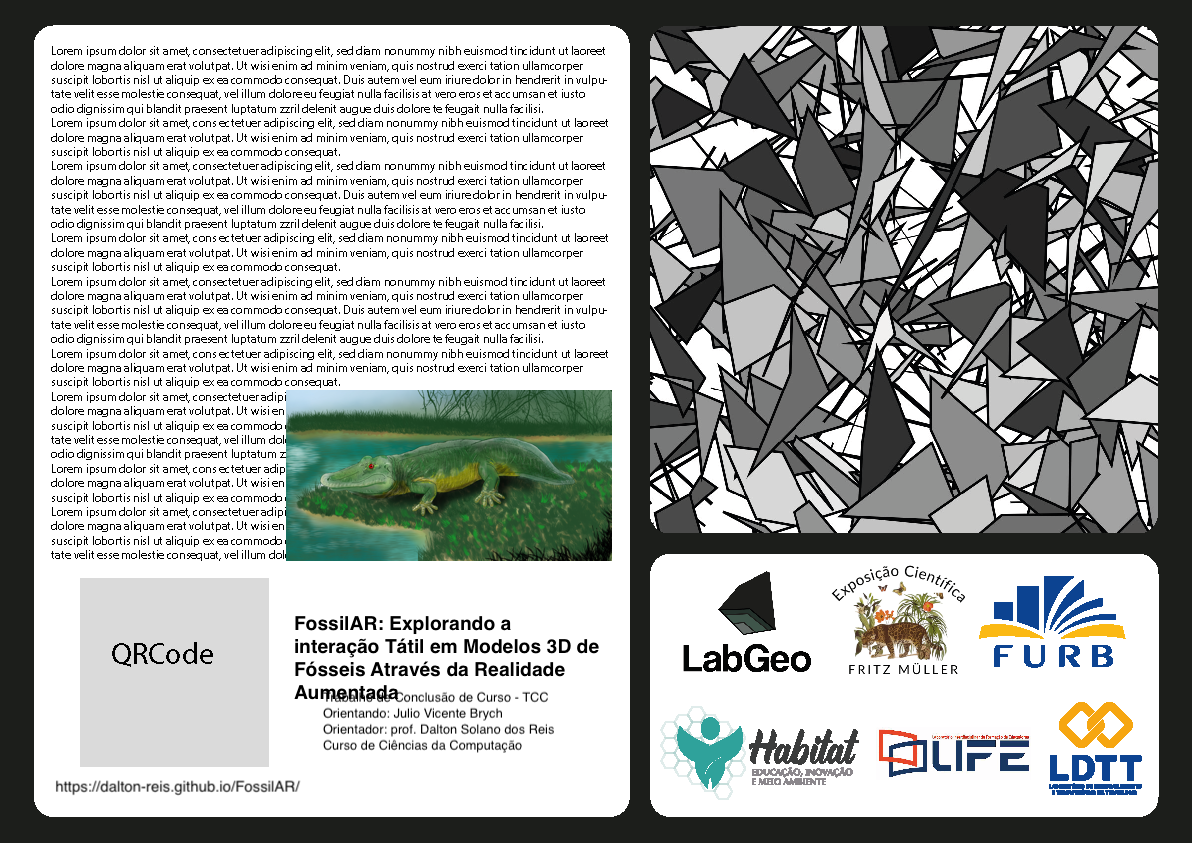 Lorem ipsum dolor sit amet, consectetuer adipiscing elit, sed diam nonummy nibh euismod tincidunt ut laoreet
dolore magna aliquam erat volutpat. Ut wisi enim ad minim veniam, quis nostrud exerci tation ullamcorper
suscipit lobortis nisl ut aliquip ex ea commodo consequat. Duis autem vel eum iriure dolor in hendrerit in vulpu-
tate velit esse molestie consequat, vel illum dolore eu feugiat nulla facilisis at vero eros et accumsan et iusto
odio dignissim qui blandit praesent luptatum zzril delenit augue duis dolore te feugait nulla facilisi.
Lorem ipsum dolor sit amet, cons ectetuer adipiscing elit, sed diam nonummy nibh euismod tincidunt ut laoreet
dolore magna aliquam erat volutpat. Ut wisi enim ad minim veniam, quis nostrud exerci tation ullamcorper
suscipit lobortis nisl ut aliquip ex ea commodo consequat.
Lorem ipsum dolor sit amet, consectetuer adipiscing elit, sed diam nonummy nibh euismod tincidunt ut laoreet
dolore magna aliquam erat volutpat. Ut wisi enim ad minim veniam, quis nostrud exerci tation ullamcorper
suscipit lobortis nisl ut aliquip ex ea commodo consequat. Duis autem vel eum iriure dolor in hendrerit in vulpu-
tate velit esse molestie consequat, vel illum dolore eu feugiat nulla facilisis at vero eros et accumsan et iusto
odio dignissim qui blandit praesent luptatum zzril delenit augue duis dolore te feugait nulla facilisi.
Lorem ipsum dolor sit amet, cons ectetuer adipiscing elit, sed diam nonummy nibh euismod tincidunt ut laoreet
dolore magna aliquam erat volutpat. Ut wisi enim ad minim veniam, quis nostrud exerci tation ullamcorper
suscipit lobortis nisl ut aliquip ex ea commodo consequat.
Lorem ipsum dolor sit amet, consectetuer adipiscing elit, sed diam nonummy nibh euismod tincidunt ut laoreet
dolore magna aliquam erat volutpat. Ut wisi enim ad minim veniam, quis nostrud exerci tation ullamcorper
suscipit lobortis nisl ut aliquip ex ea commodo consequat. Duis autem vel eum iriure dolor in hendrerit in vulpu-
tate velit esse molestie consequat, vel illum dolore eu feugiat nulla facilisis at vero eros et accumsan et iusto
odio dignissim qui blandit praesent luptatum zzril delenit augue duis dolore te feugait nulla facilisi.
Lorem ipsum dolor sit amet, cons ectetuer adipiscing elit, sed diam nonummy nibh euismod tincidunt ut laoreet
dolore magna aliquam erat volutpat. Ut wisi enim ad minim veniam, quis nostrud exerci tation ullamcorper
suscipit lobortis nisl ut aliquip ex ea commodo consequat.
Lorem ipsum dolor sit amet, consectetuer adipi
dolore magna aliquam erat volutpat. Ut wisi en
suscipit lobortis nisl ut aliquip ex ea commodo
tate velit esse molestie consequat, vel illum dol
odio dignissim qui blandit praesent luptatum z
Lorem ipsum dolor sit amet, cons ectetuer adip
dolore magna aliquam erat volutpat. Ut wisi en
suscipit lobortis nisl ut aliquip ex ea commodo
Lorem ipsum dolor sit amet, consectetuer adipi
dolore magna aliquam erat volutpat. Ut wisi en
suscipit lobortis nisl ut aliquip ex ea commodo
tate velit esse molestie consequat, vel illum dol
QRCode
FossilAR: Explorando a
interação Tátil em Modelos 3D de
Fósseis Através da Realidade
Aumentada
Trabalho de Conclusão de Curso - TCC
Orientando: Julio Vicente Brych
Orientador: prof. Dalton Solano dos Reis
Curso de Ciências da Computação
https://dalton-reis.github.io/FossilAR/
LabGeo
Exposição Científica
FRITZ MÜLLER
FURB
Habitat
EDUCAÇÃO, INOVAÇÃO
E MEIO AMBIENTE
LIFE
LDTT